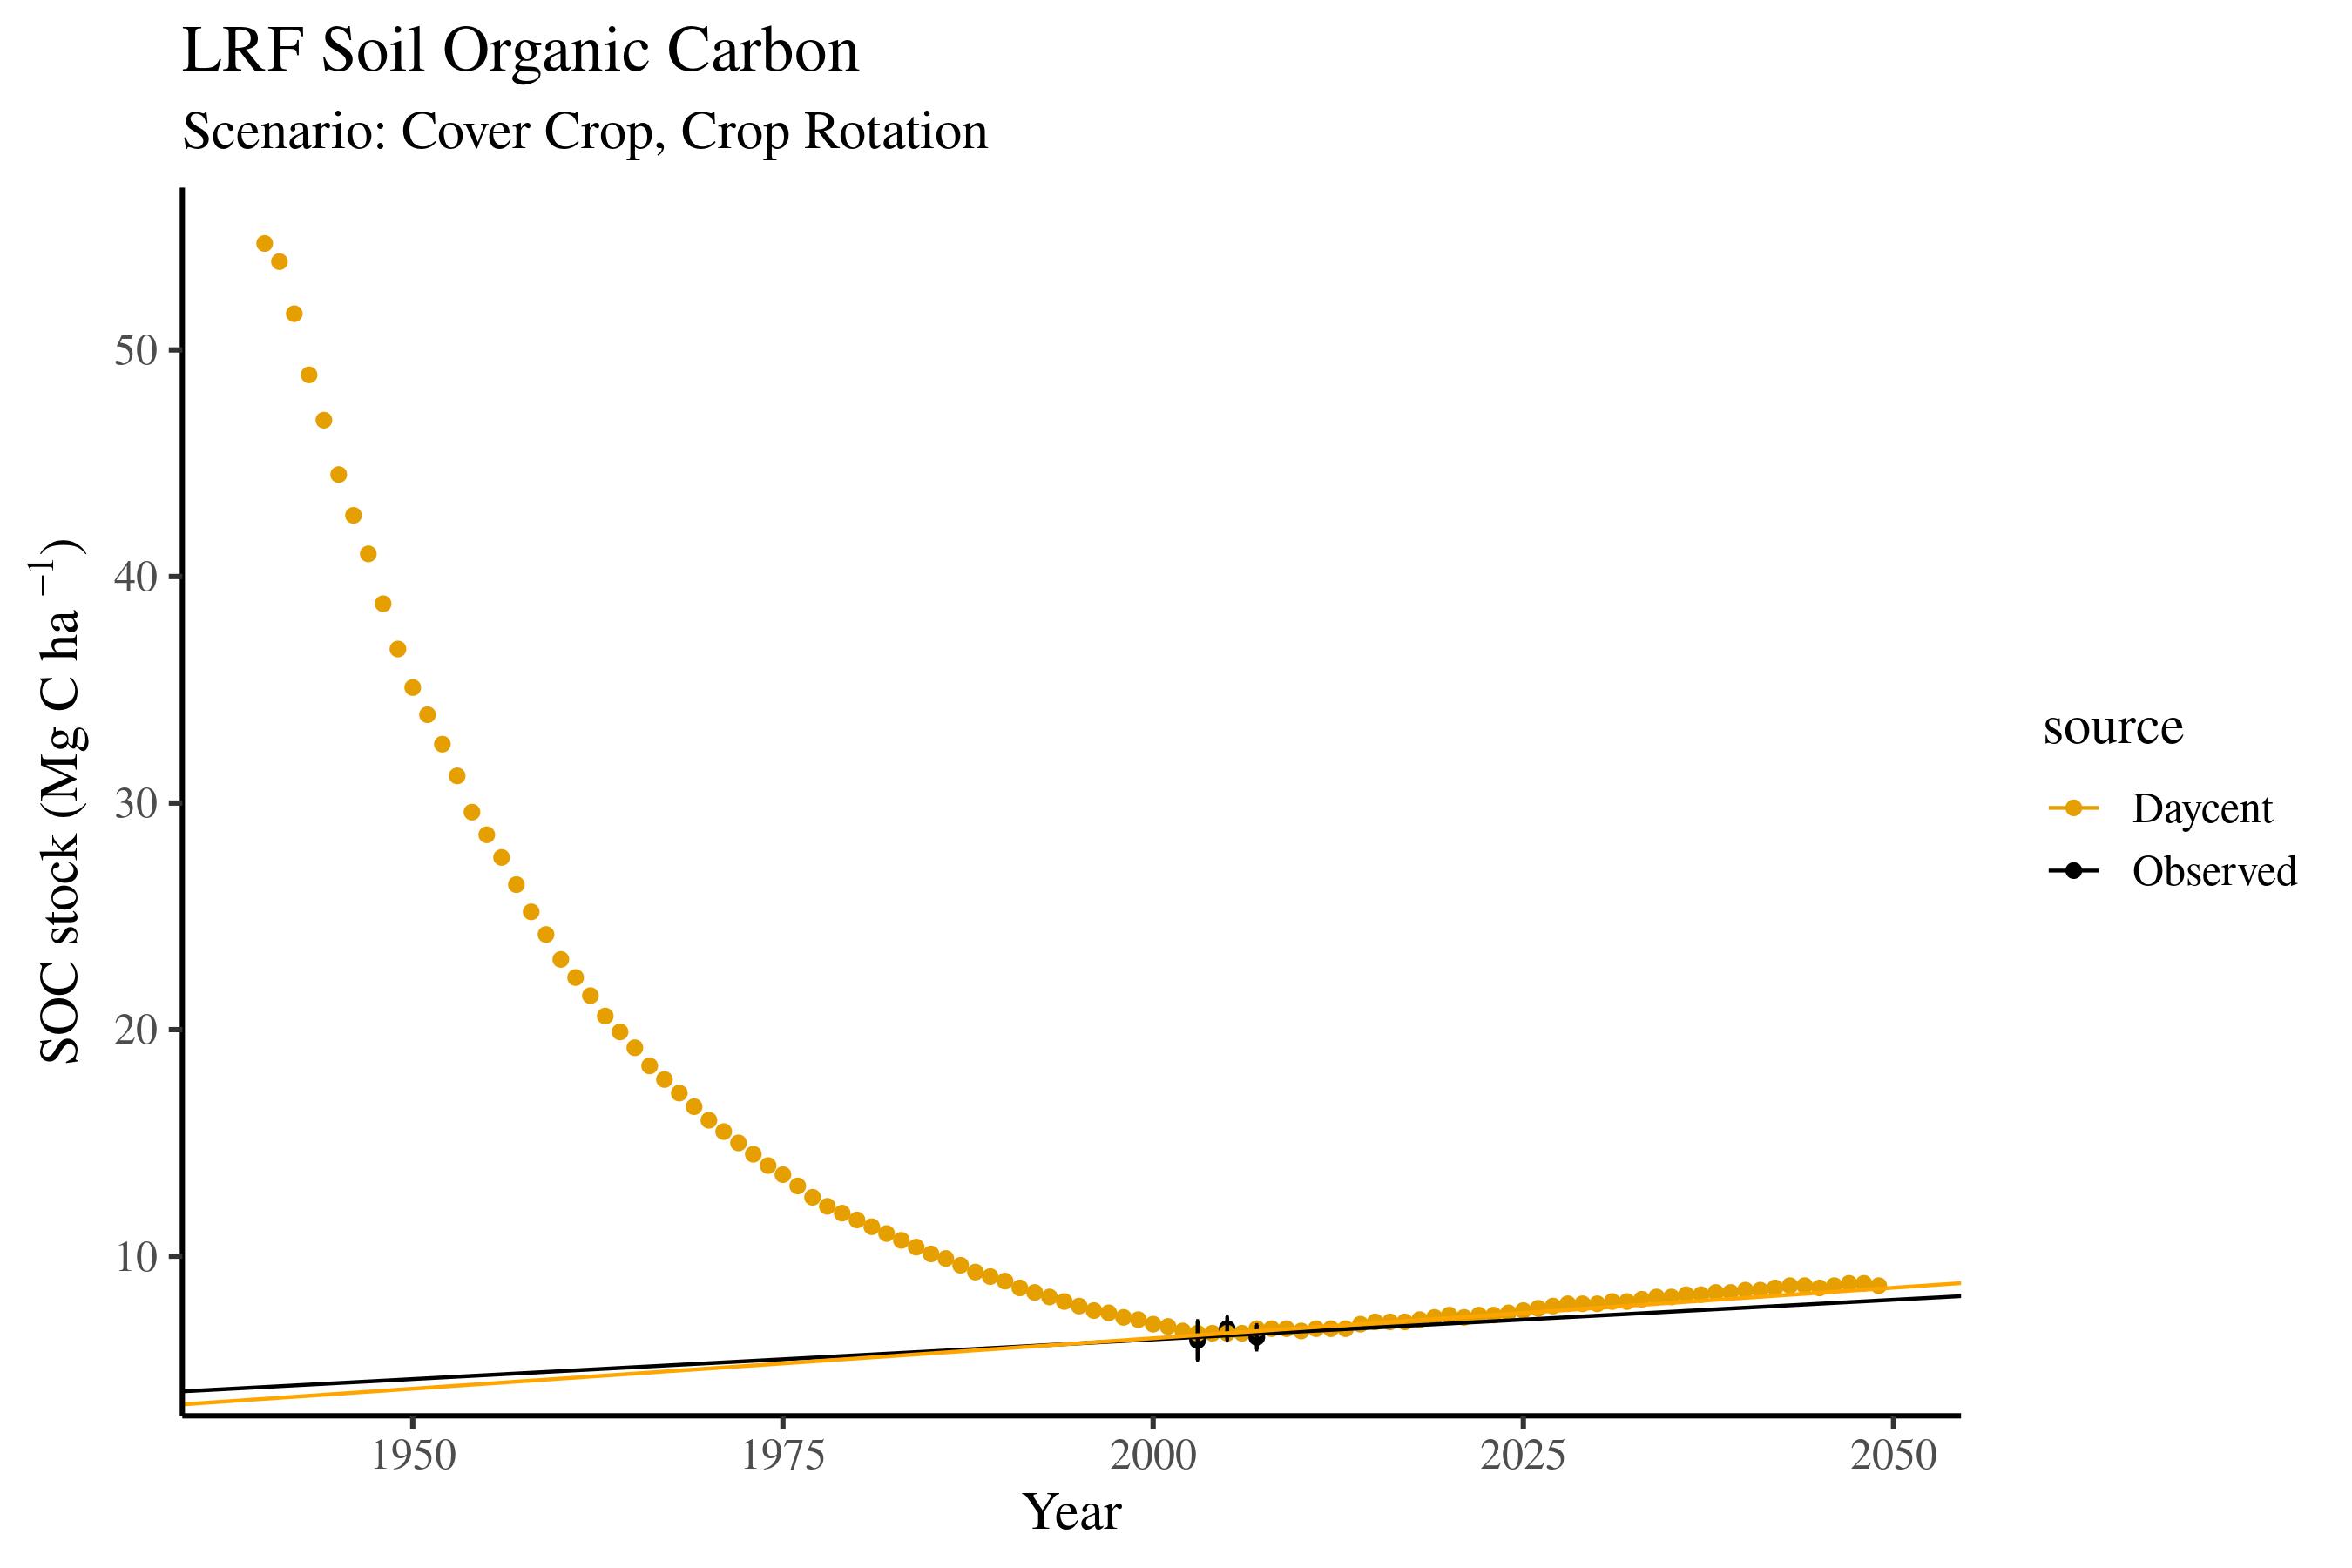 LRF Soil Organic Carbon
Scenario: Cover Crop, Crop Rotation
SOC stock (Mg C ha⁻¹)
50
40
30
20
10
1950 1975 2000 2025 2050
Year
source
Daycent
Observed